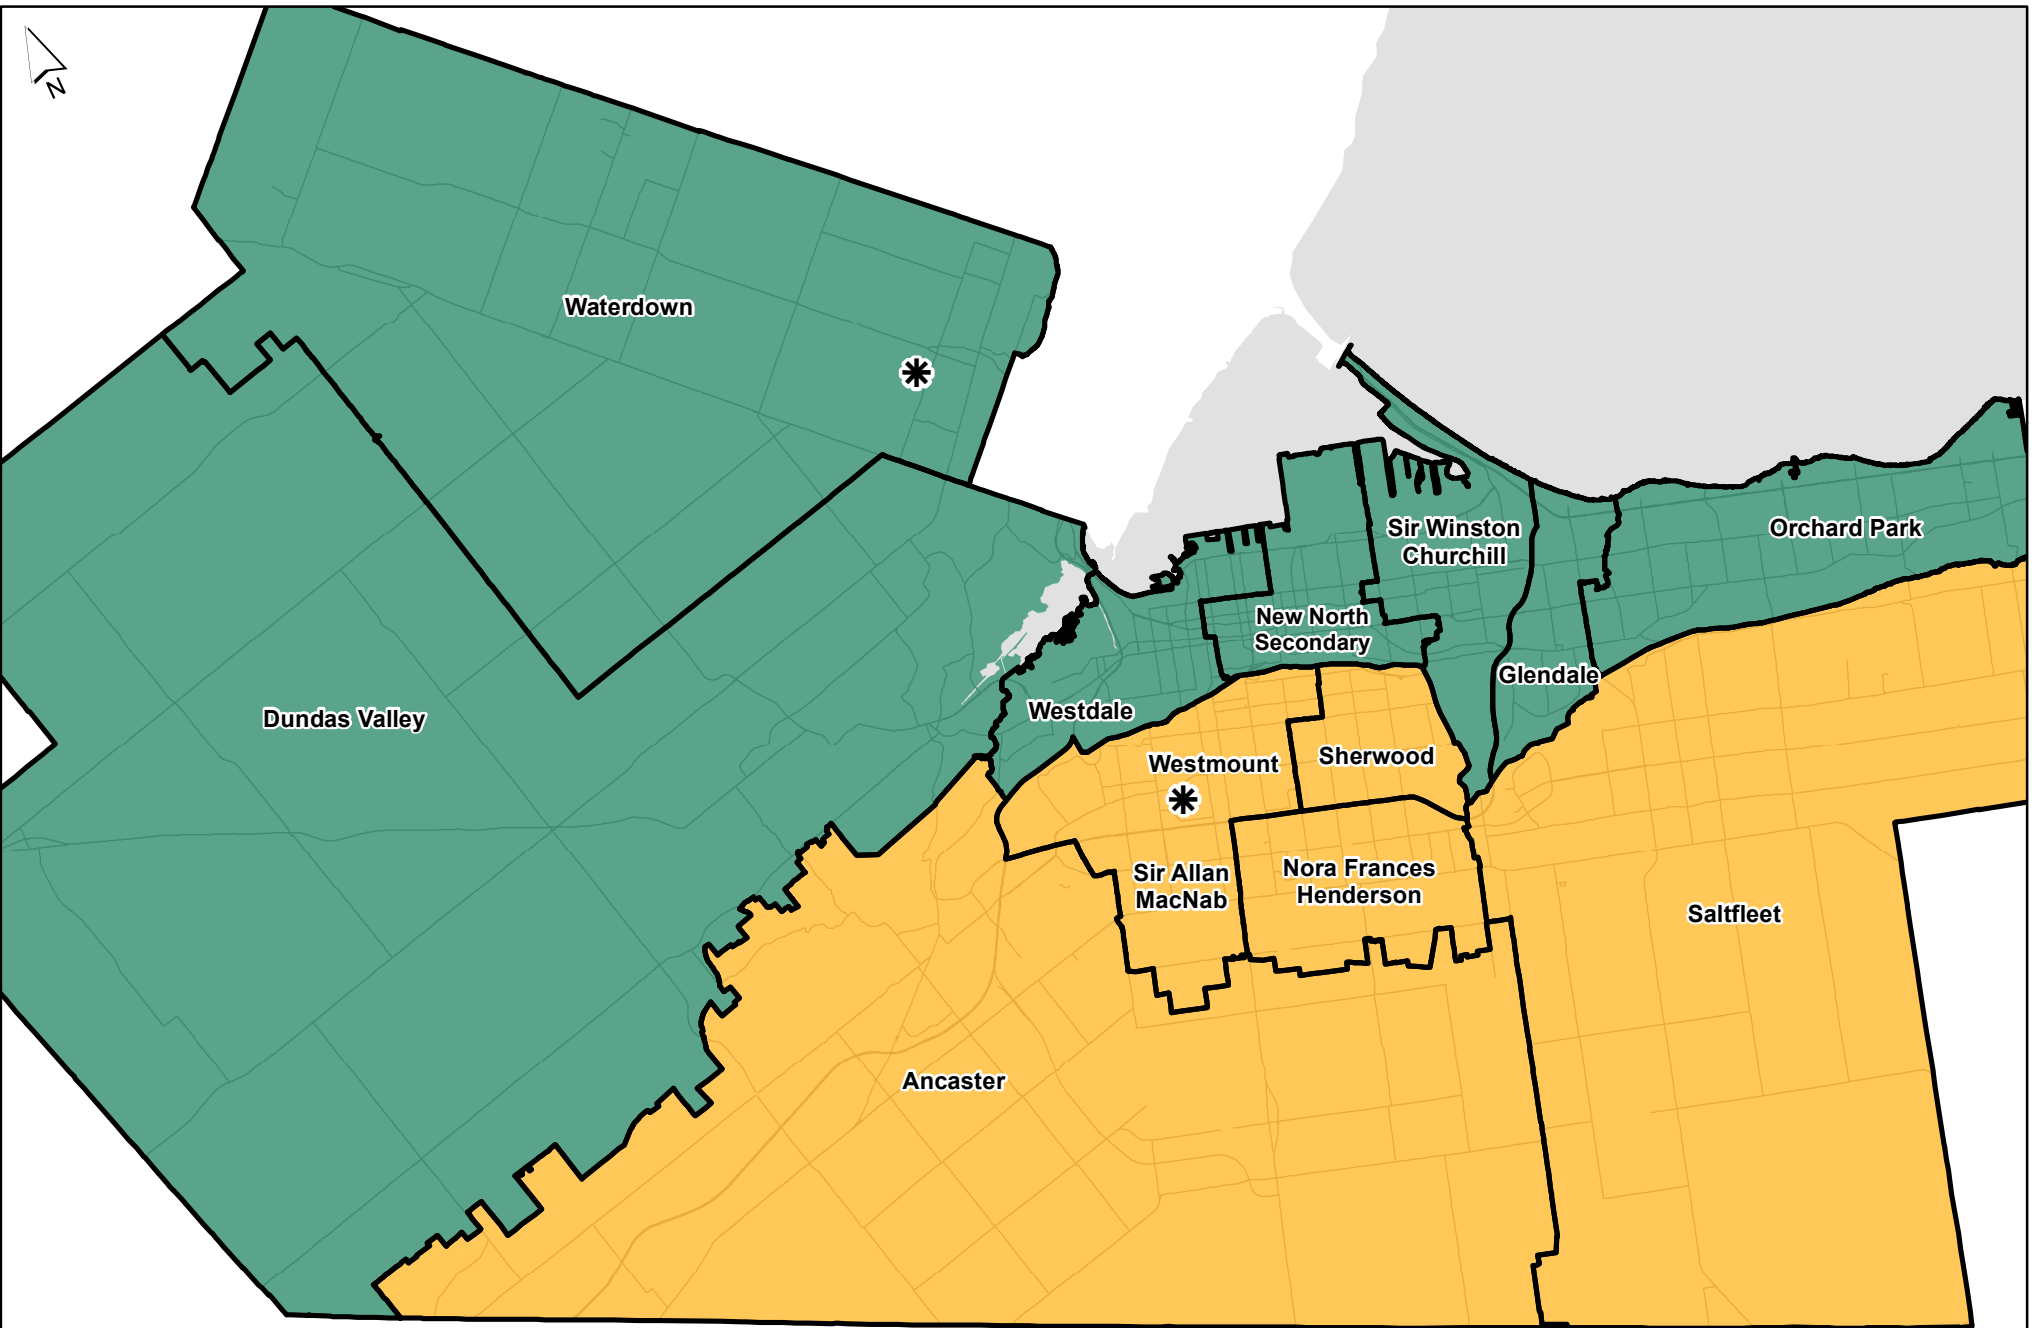 N
Waterdown
Sir Winston
Churchill
Orchard Park
New North
Secondary
Glendale
Dundas Valley
Westdale
Westmount
Sherwood
Sir Allan
MacNab
Nora Frances
Henderson
Saltfleet
Ancaster